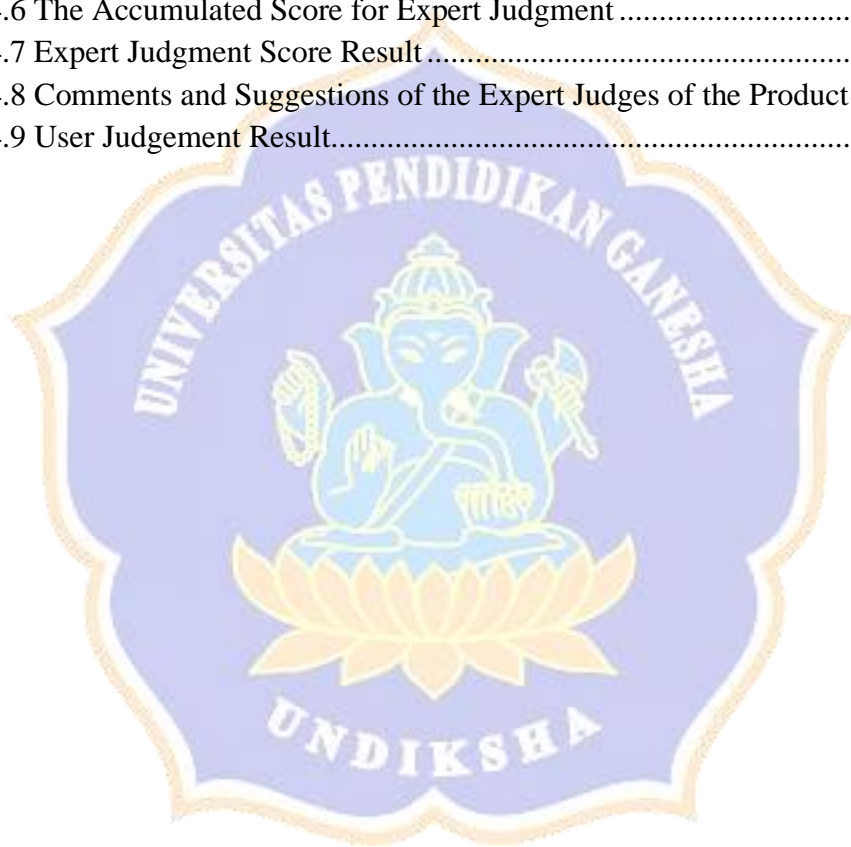 .6 The Accumulated Score for Expert Judgment ................................
.7 Expert Judgment Score Result ..........................................................
.8 Comments and Suggestions of the Expert Judges of the Product
.9 User Judgement Result.......................................................................
UNIVERSITAS PENDIDIKAN GANESHA
UNDIKSHA